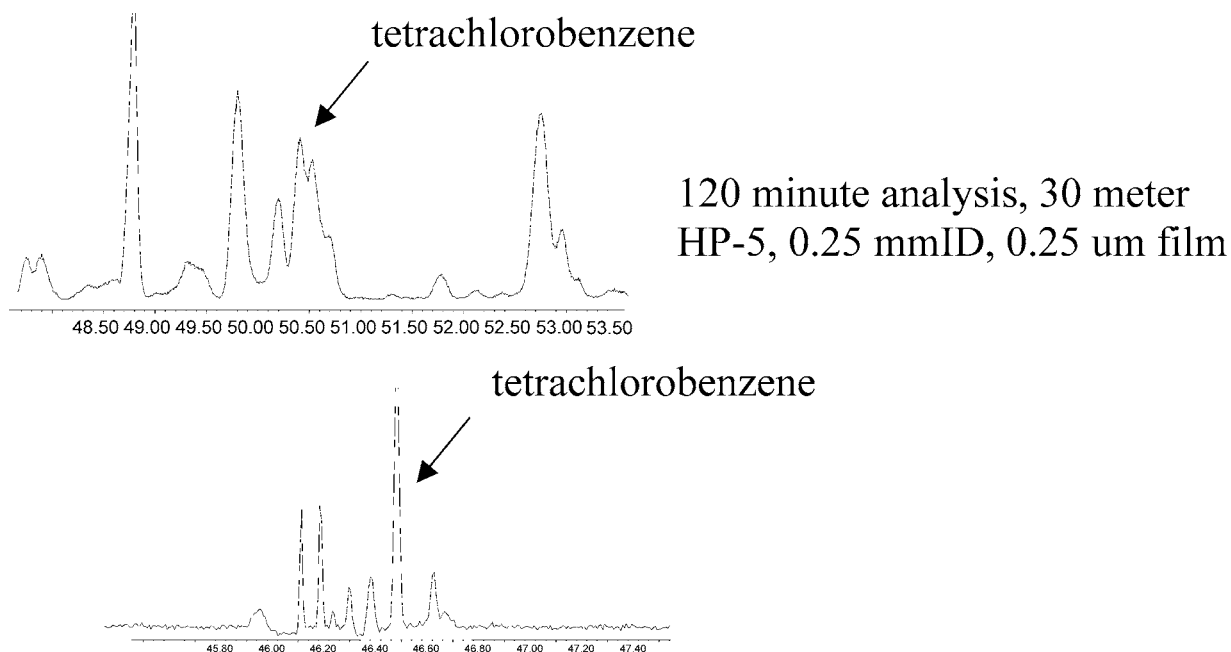 tetrachlorobenzene
120 minute analysis, 30 meter
HP-5, 0.25 mmID, 0.25 um film
48.50 49.00 49.50 50.00 50.50 51.00 51.50 52.00 52.50 53.00 53.50
tetrachlorobenzene
45.80 46.00 46.20 46.40 46.60 46.80 47.00 47.20 47.40